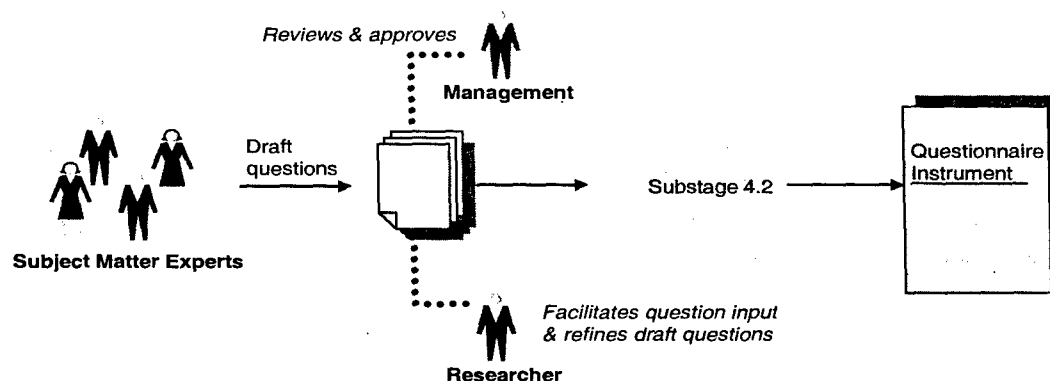 Reviews & approves
Management
Draft
questions
Subject Matter Experts
Substage 4.2
Questionnaire
Instrument
Facilitates question input
& refines draft questions
Researcher